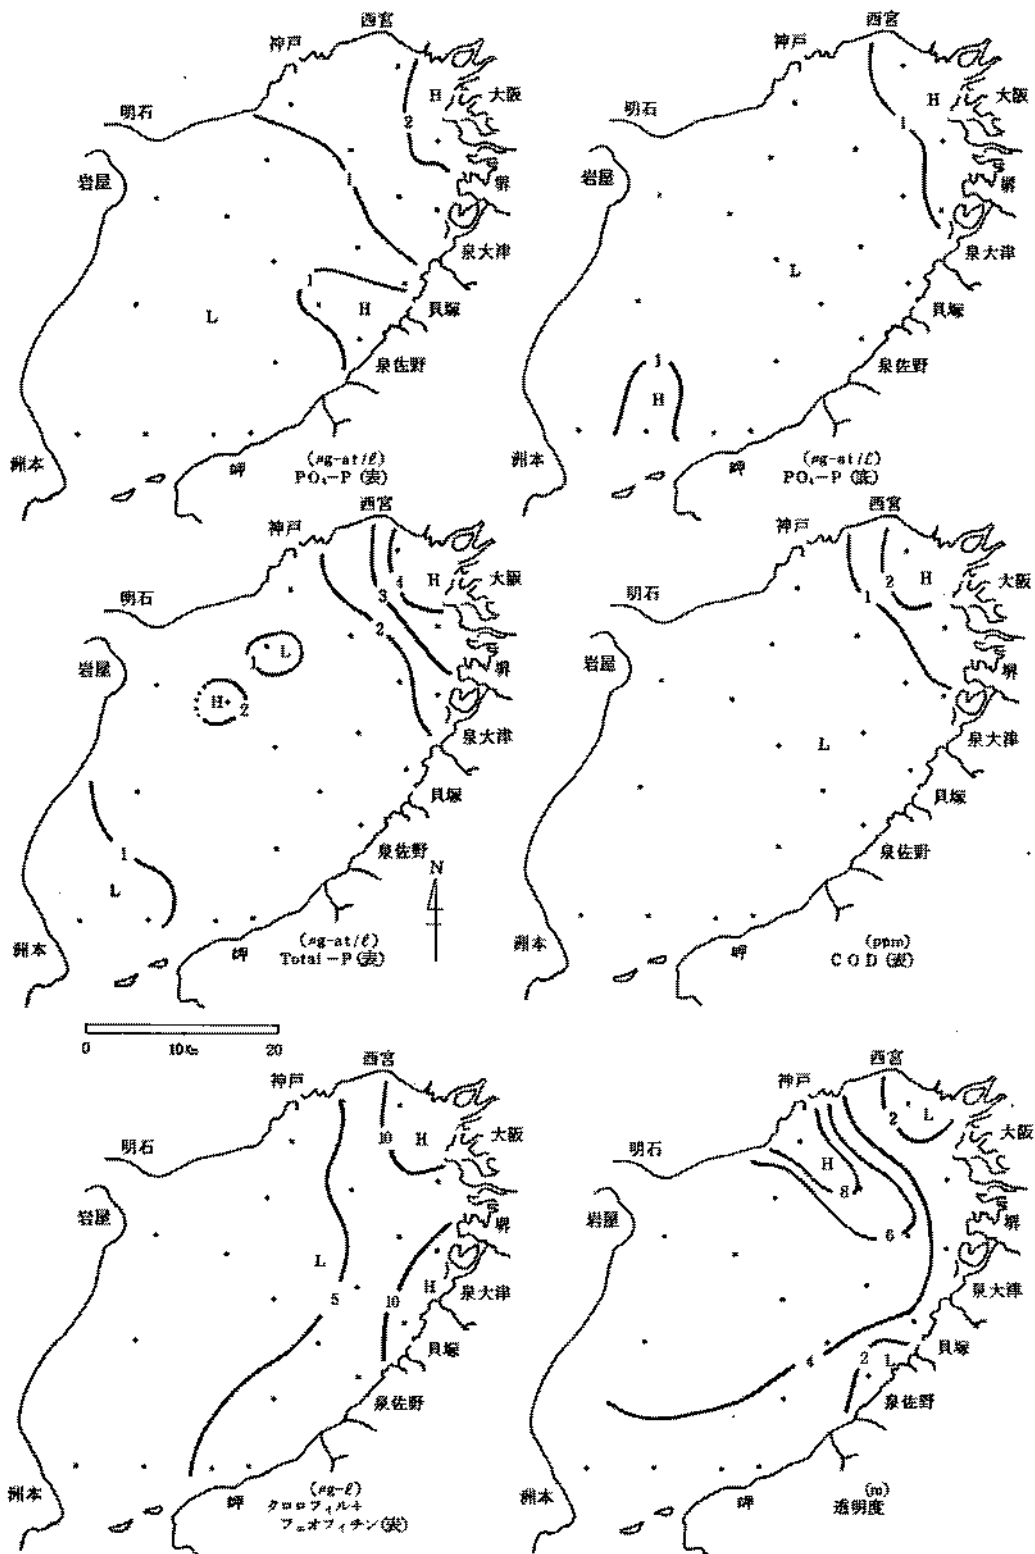 西宮
神戸
H
大阪
明石
2
1
岩屋
堺
泉大津
1
L
H
貝塚
泉佐野
洲本
岬
(μg-at/ℓ)
PO₄-P (表)
西宮
神戸
H
大阪
明石
1
岩屋
堺
泉大津
L
貝塚
1
泉佐野
H
洲本
岬
(μg-at/ℓ)
PO₄-P (底)
西宮
神戸
4
H
大阪
明石
3
2
L
岩屋
堺
H
2
泉大津
貝塚
1
泉佐野
L
N
洲本
岬
(μg-at/ℓ)
Total-P (表)
西宮
神戸
2
H
大阪
1
明石
岩屋
堺
泉大津
L
貝塚
泉佐野
洲本
岬
(ppm)
COD (表)
0
10Km
20
西宮
神戸
10
H
大阪
明石
岩屋
堺
L
H
泉大津
5
10
貝塚
泉佐野
洲本
岬
(μg-ℓ)
クロロフィル+
フェオフィチン(表)
西宮
神戸
2
L
大阪
明石
H
8
岩屋
堺
6
泉大津
貝塚
4
2
L
泉佐野
洲本
岬
(m)
透明度